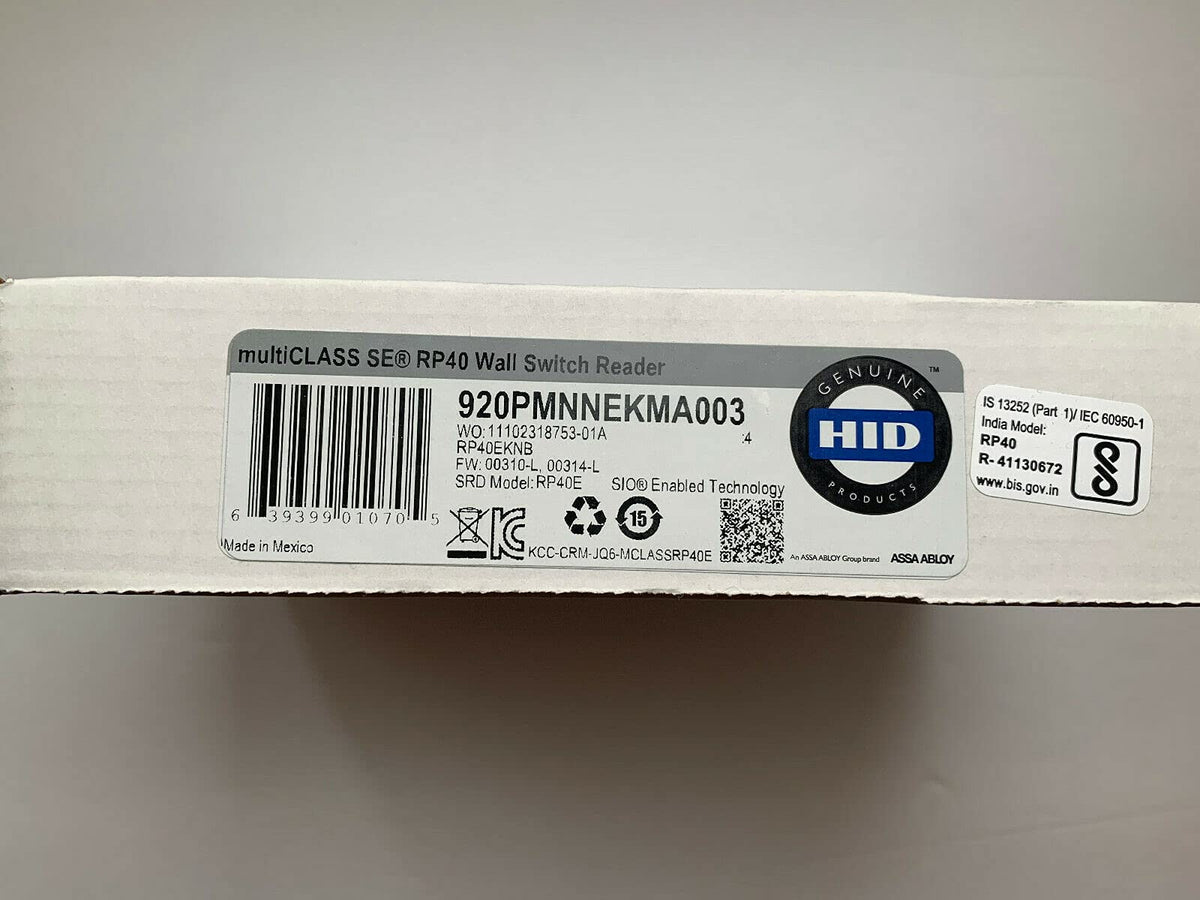 multiCLASS SE® RP40 Wall Switch Reader
920PMNNEKMA003
WO:11102318753-01A :4
RP40EKNB
FW: 00310-L, 00314-L
SRD Model: RP40E SIO® Enabled Technology
6 39399 01070 5
15
KCC-CRM-JQ6-MCLASSRP40E
Made in Mexico
GENUINE
™
HID
PRODUCTS
An ASSA ABLOY Group brand
ASSA ABLOY
IS 13252 (Part 1)/ IEC 60950-1
India Model:
RP40
R- 41130672
www.bis.gov.in